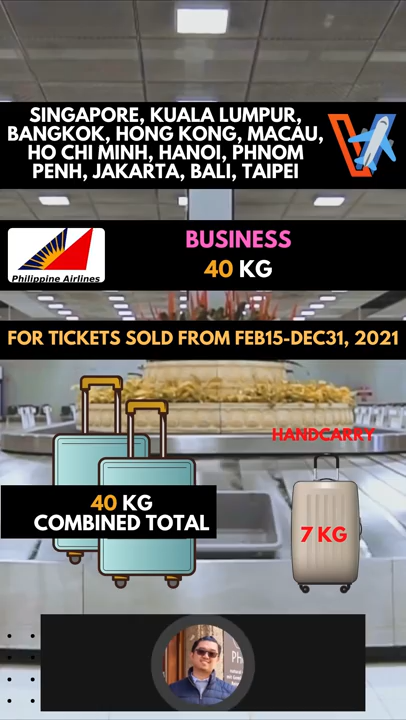 SINGAPORE, KUALA LUMPUR,
BANGKOK, HONG KONG, MACAU,
HO CHI MINH, HANOI, PHNOM
PENH, JAKARTA, BALI, TAIPEI
Philippine Airlines
BUSINESS
40 KG
FOR TICKETS SOLD FROM FEB15-DEC31, 2021
HANDCARRY
40 KG
COMBINED TOTAL
7 KG